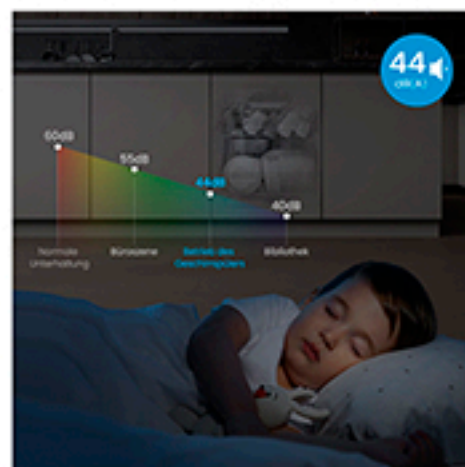 44
dB(A)
60dB
55dB
44dB
40dB
Normale
Unterhaltung
Büroszene
Betrieb des
Geschirrspülers
Bibliothek